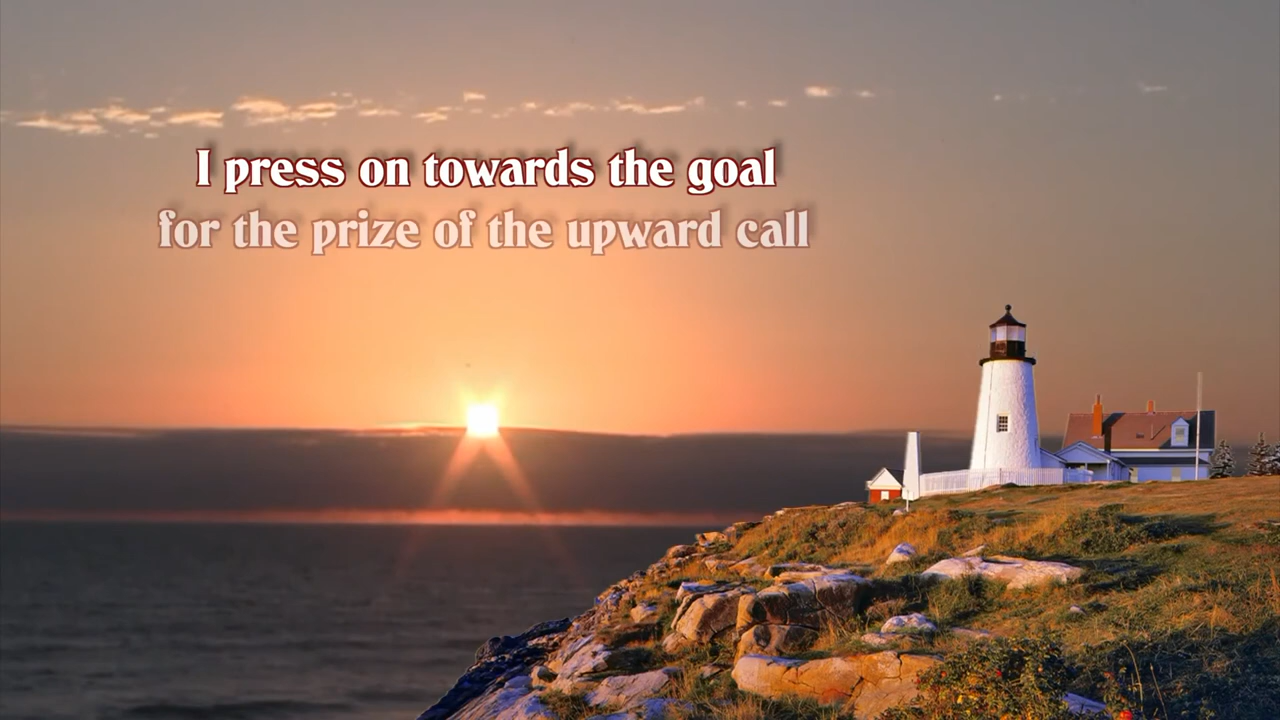 I press on towards the goal
for the prize of the upward call